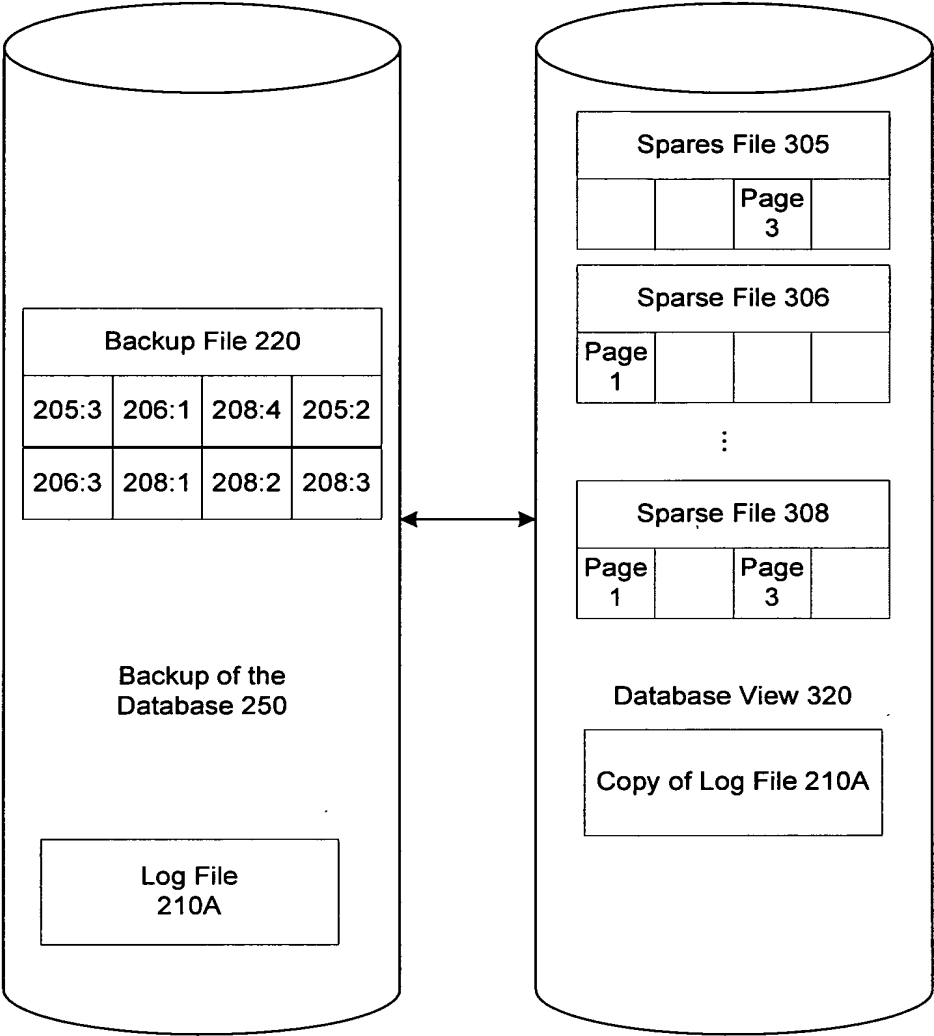 Backup File 220
205:3 206:1 208:4 205:2
206:3 208:1 208:2 208:3
Backup of the
Database 250
Log File
210A
Spares File 305
Page
3
Sparse File 306
Page
1
⋮
Sparse File 308
Page Page
1 3
Database View 320
Copy of Log File 210A